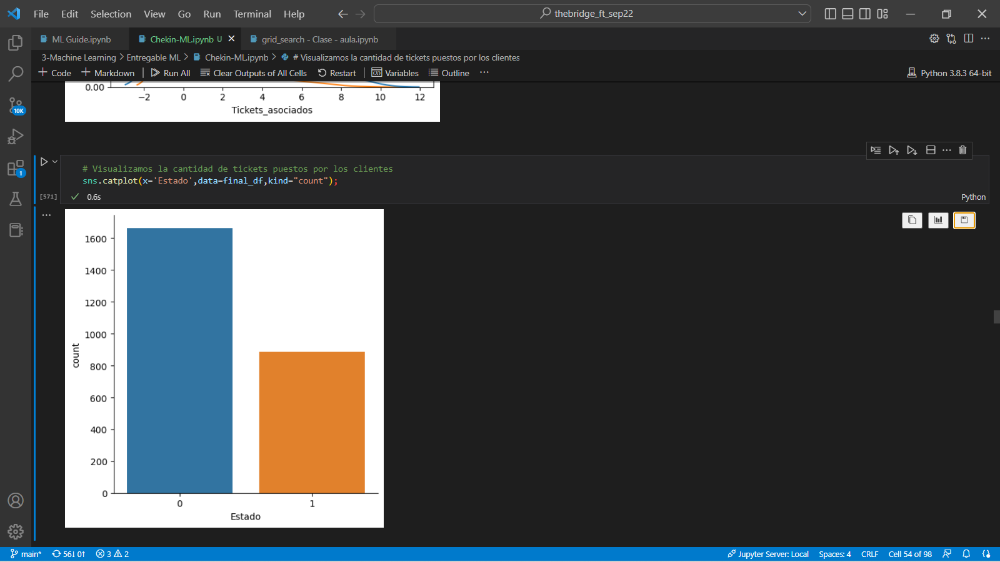 File Edit Selection View Go Run Terminal Help thebridge_ft_sep22
ML Guide.ipynb Chekin-ML.ipynb U grid_search - Clase - aula.ipynb
3-Machine Learning > Entregable ML > Chekin-ML.ipynb > # Visualizamos la cantidad de tickets puestos por los clientes
Code Markdown Run All Clear Outputs of All Cells Restart Variables Outline ... Python 3.8.3 64-bit
0.00
−2 0 2 4 6 8 10 12
Tickets_asociados
10K
# Visualizamos la cantidad de tickets puestos por los clientes
sns.catplot(x='Estado',data=final_df,kind="count");
[571] 0.6s Python
1
1600
1400
1200
1000
800
600
400
200
0
count
0 1
Estado
main* 56↓ 0↑ 3 2 Jupyter Server: Local Spaces: 4 CRLF Cell 54 of 98